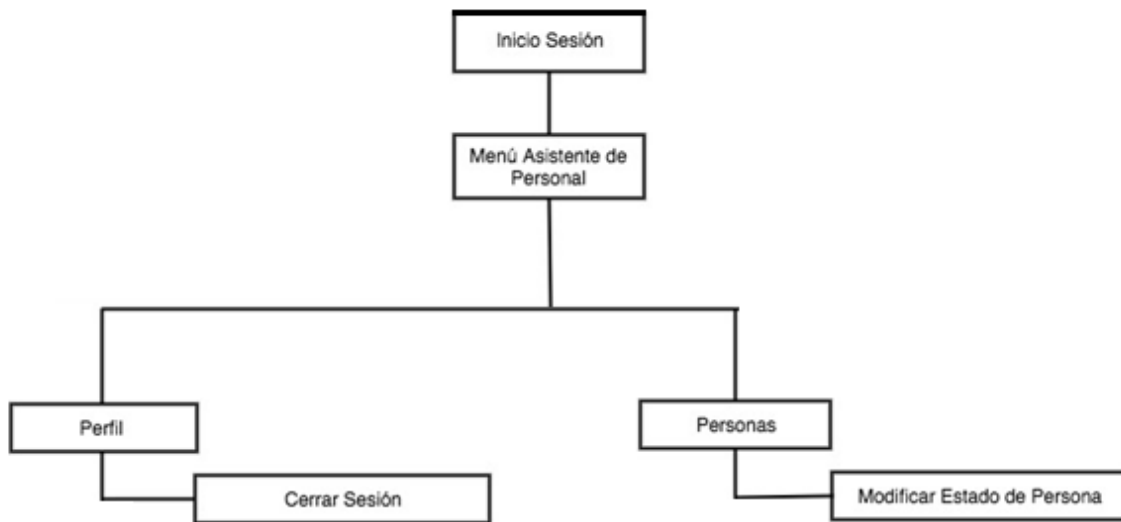 Inicio Sesión
Menú Asistente de
Personal
Perfil
Personas
Cerrar Sesión
Modificar Estado de Persona